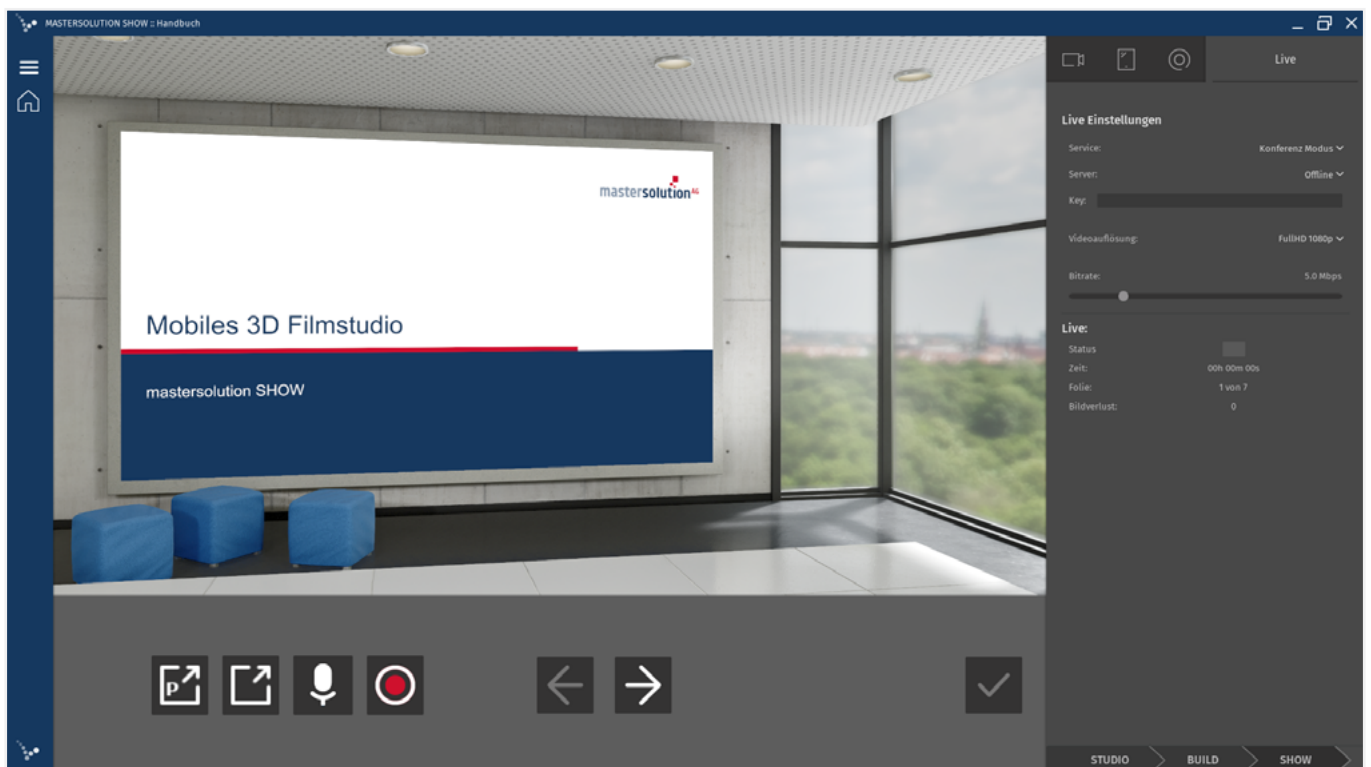 MASTERSOLUTION SHOW :: Handbuch
Live
mastersolution AG
Mobiles 3D Filmstudio
mastersolution SHOW
Live Einstellungen
Service: Konferenz Modus
Server: Offline
Key:
Videoauflösung: FullHD 1080p
Bitrate: 5.0 Mbps
Live:
Status
Zeit: 00h 00m 00s
Folie: 1 von 7
Bildverlust: 0
P
STUDIO BUILD SHOW